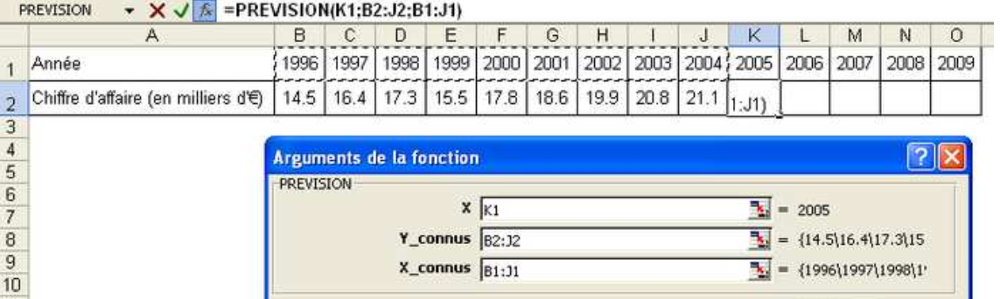 PREVISION =PREVISION(K1;B2:J2;B1:J1)
A B C D E F G H I J K L M N O
1 Année 1996 1997 1998 1999 2000 2001 2002 2003 2004 2005 2006 2007 2008 2009
2 Chiffre d'affaire (en milliers d'€) 14.5 16.4 17.3 15.5 17.8 18.6 19.9 20.8 21.1 1:J1)
3
4
Arguments de la fonction ?
5
PREVISION
6
X K1 = 2005
7
8
Y_connus B2:J2 = {14.5\16.4\17.3\15
9
X_connus B1:J1 = {1996\1997\1998\1
10